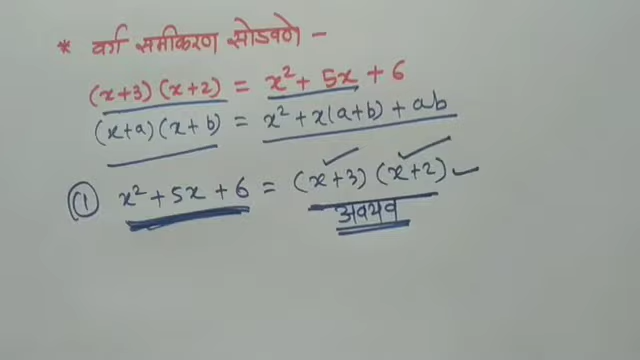 * वर्ग समीकरण सोडवणे -
(x+3) (x+2) = x² + 5x + 6
(x+a) (x+b) = x² + x(a+b) + ab
① x² + 5x + 6 = (x+3) (x+2) ✓
अवयव